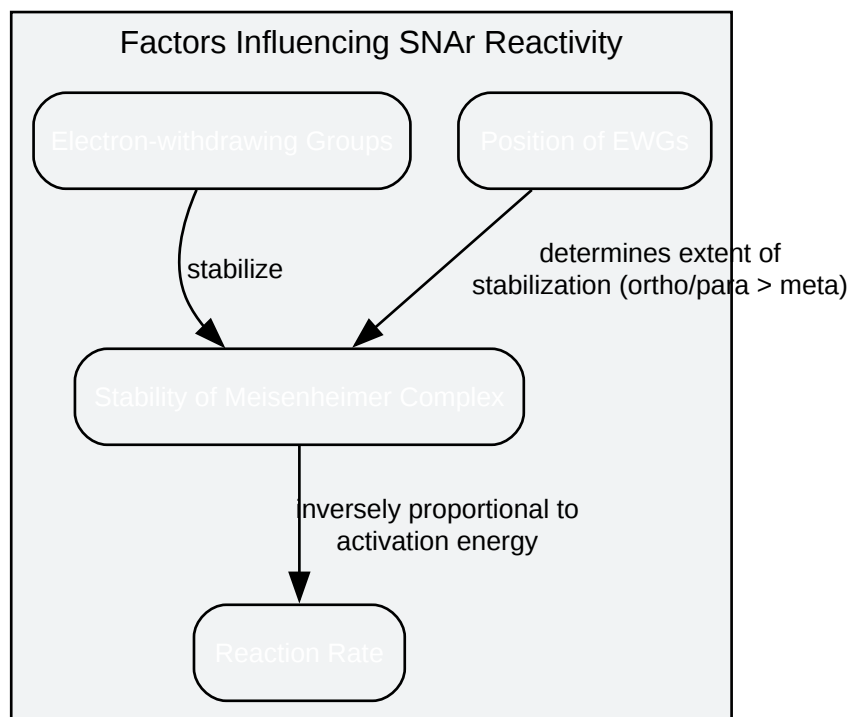 Factors Influencing SNAr Reactivity
Electron-withdrawing Groups
Position of EWGs
stabilize
determines extent of
stabilization (ortho/para > meta)
Stability of Meisenheimer Complex
inversely proportional to
activation energy
Reaction Rate